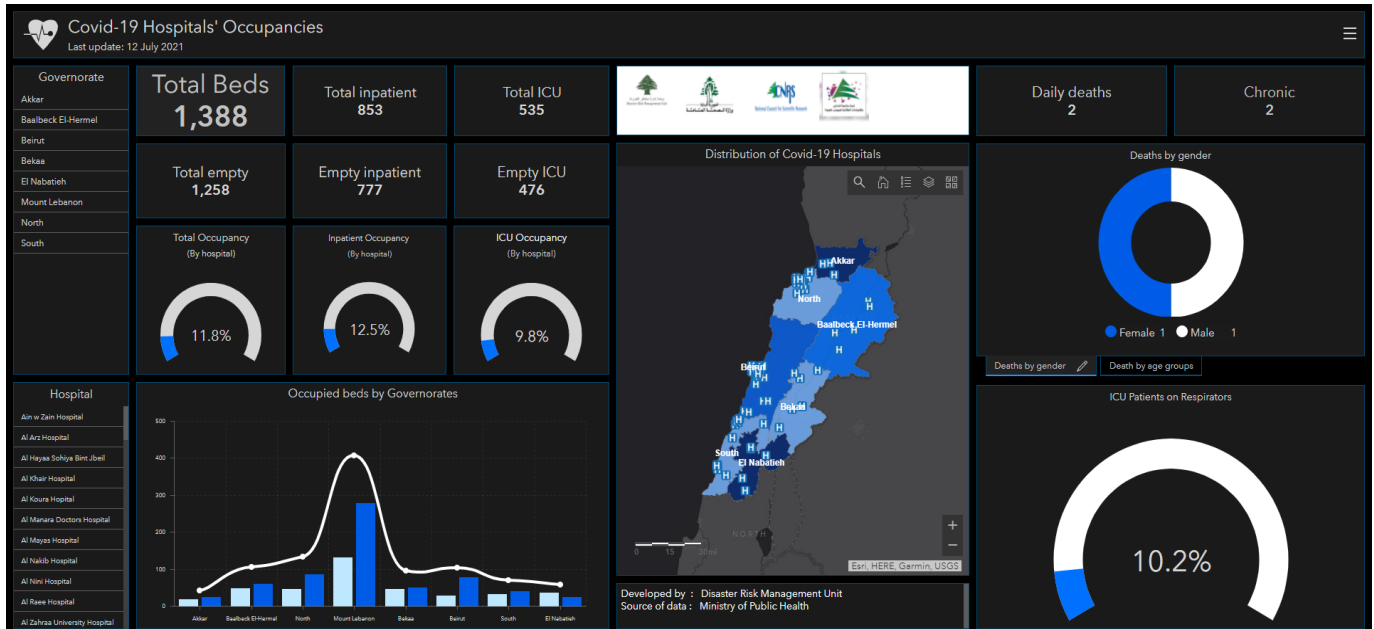 Covid-19 Hospitals' Occupancies
Last update: 12 July 2021
Governorate
Akkar
Baalbeck El-Hermel
Beirut
Bekaa
El Nabatieh
Mount Lebanon
North
South
Total Beds
1,388
Total inpatient
853
Total ICU
535
Total empty
1,258
Empty inpatient
777
Empty ICU
476
Total Occupancy
(By hospital)
11.8%
Inpatient Occupancy
(By hospital)
12.5%
ICU Occupancy
(By hospital)
9.8%
CNRS
National Council for Scientific Research
Daily deaths
2
Chronic
2
Distribution of Covid-19 Hospitals
H H Akkar
H H
H H
H H
North
H
H
Baalbeck El-Hermel
H H
H
Beirut
H H
H
H H H
H H
H Bekaa
H H H
H H
South H
H El Nabatieh
H H
H
NORTH
0 15 30mi
+
−
Esri, HERE, Garmin, USGS
Developed by : Disaster Risk Management Unit
Source of data : Ministry of Public Health
Deaths by gender
Female 1 Male 1
Deaths by gender
Death by age groups
ICU Patients on Respirators
10.2%
Hospital
Ain w Zain Hospital
Al Arz Hospital
Al Hayaa Sohiya Bint Jbeil
Al Khair Hospital
Al Koura Hopital
Al Manara Doctors Hospital
Al Mayas Hospital
Al Nakib Hospital
Al Nini Hospital
Al Raee Hospital
Al Zahraa University Hospital
Occupied beds by Governorates
500
400
300
200
100
0
Akkar Baalbeck El-Hermel North Mount Lebanon Bekaa Beirut South El Nabatieh